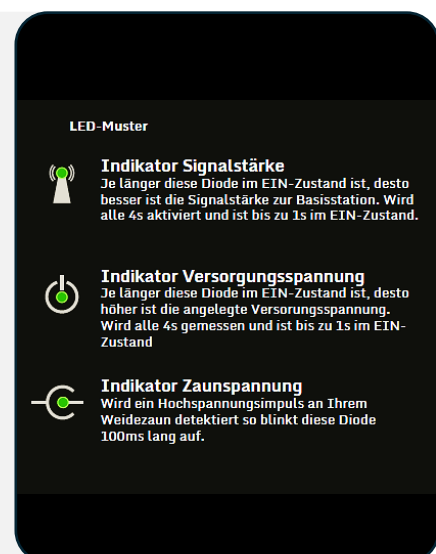 LED-Muster
Indikator Signalstärke
Je länger diese Diode im EIN-Zustand ist, desto
besser ist die Signalstärke zur Basisstation. Wird
alle 4s aktiviert und ist bis zu 1s im EIN-Zustand.
Indikator Versorgungsspannung
Je länger diese Diode im EIN-Zustand ist, desto
höher ist die angelegte Versorungsspannung.
Wird alle 4s gemessen und ist bis zu 1s im EIN-
Zustand
Indikator Zaunspannung
Wird ein Hochspannungsimpuls an Ihrem
Weidezaun detektiert so blinkt diese Diode
100ms lang auf.